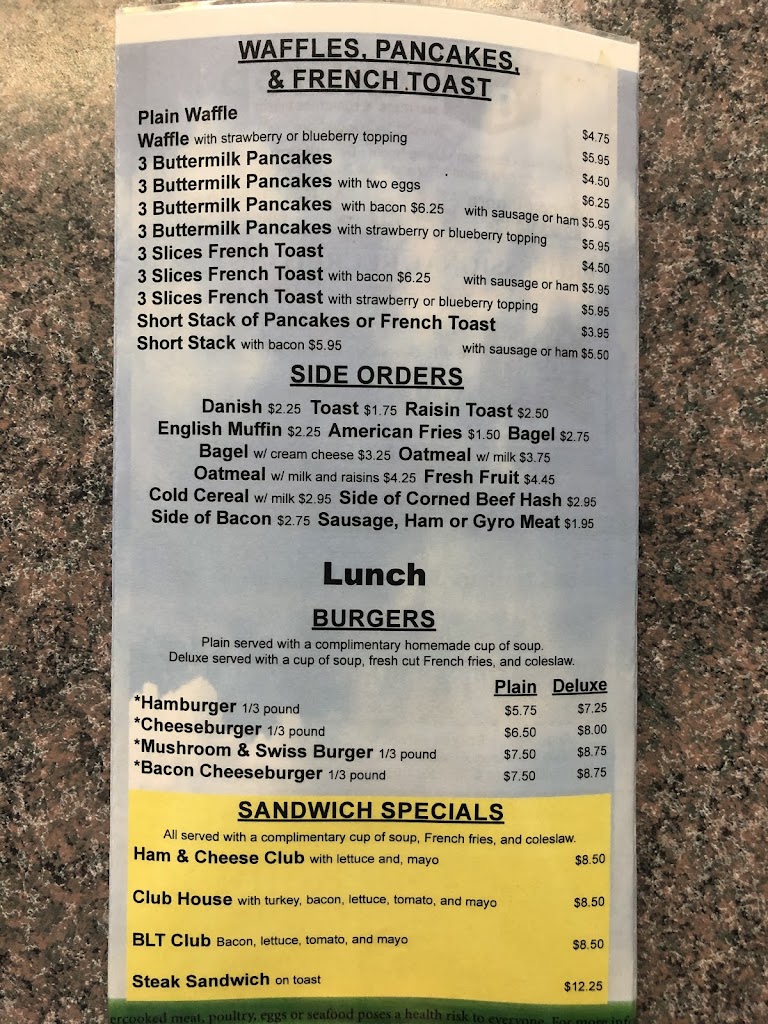 WAFFLES, PANCAKES,
& FRENCH TOAST
Plain Waffle $4.75
Waffle with strawberry or blueberry topping $5.95
3 Buttermilk Pancakes $4.50
3 Buttermilk Pancakes with two eggs $6.25
3 Buttermilk Pancakes with bacon $6.25 with sausage or ham $5.95
3 Buttermilk Pancakes with strawberry or blueberry topping $5.95
3 Slices French Toast $4.50
3 Slices French Toast with bacon $6.25 with sausage or ham $5.95
3 Slices French Toast with strawberry or blueberry topping $5.95
Short Stack of Pancakes or French Toast $3.95
Short Stack with bacon $5.95 with sausage or ham $5.50
SIDE ORDERS
Danish $2.25 Toast $1.75 Raisin Toast $2.50
English Muffin $2.25 American Fries $1.50 Bagel $2.75
Bagel w/ cream cheese $3.25 Oatmeal w/ milk $3.75
Oatmeal w/ milk and raisins $4.25 Fresh Fruit $4.45
Cold Cereal w/ milk $2.95 Side of Corned Beef Hash $2.95
Side of Bacon $2.75 Sausage, Ham or Gyro Meat $1.95
Lunch
BURGERS
Plain served with a complimentary homemade cup of soup.
Deluxe served with a cup of soup, fresh cut French fries, and coleslaw.
Plain Deluxe
*Hamburger 1/3 pound $5.75 $7.25
*Cheeseburger 1/3 pound $6.50 $8.00
*Mushroom & Swiss Burger 1/3 pound $7.50 $8.75
*Bacon Cheeseburger 1/3 pound $7.50 $8.75
SANDWICH SPECIALS
All served with a complimentary cup of soup, French fries, and coleslaw.
Ham & Cheese Club with lettuce and, mayo $8.50
Club House with turkey, bacon, lettuce, tomato, and mayo $8.50
BLT Club Bacon, lettuce, tomato, and mayo $8.50
Steak Sandwich on toast $12.25
ercooked meat, poultry, eggs or seafood poses a health risk to everyone. For more info